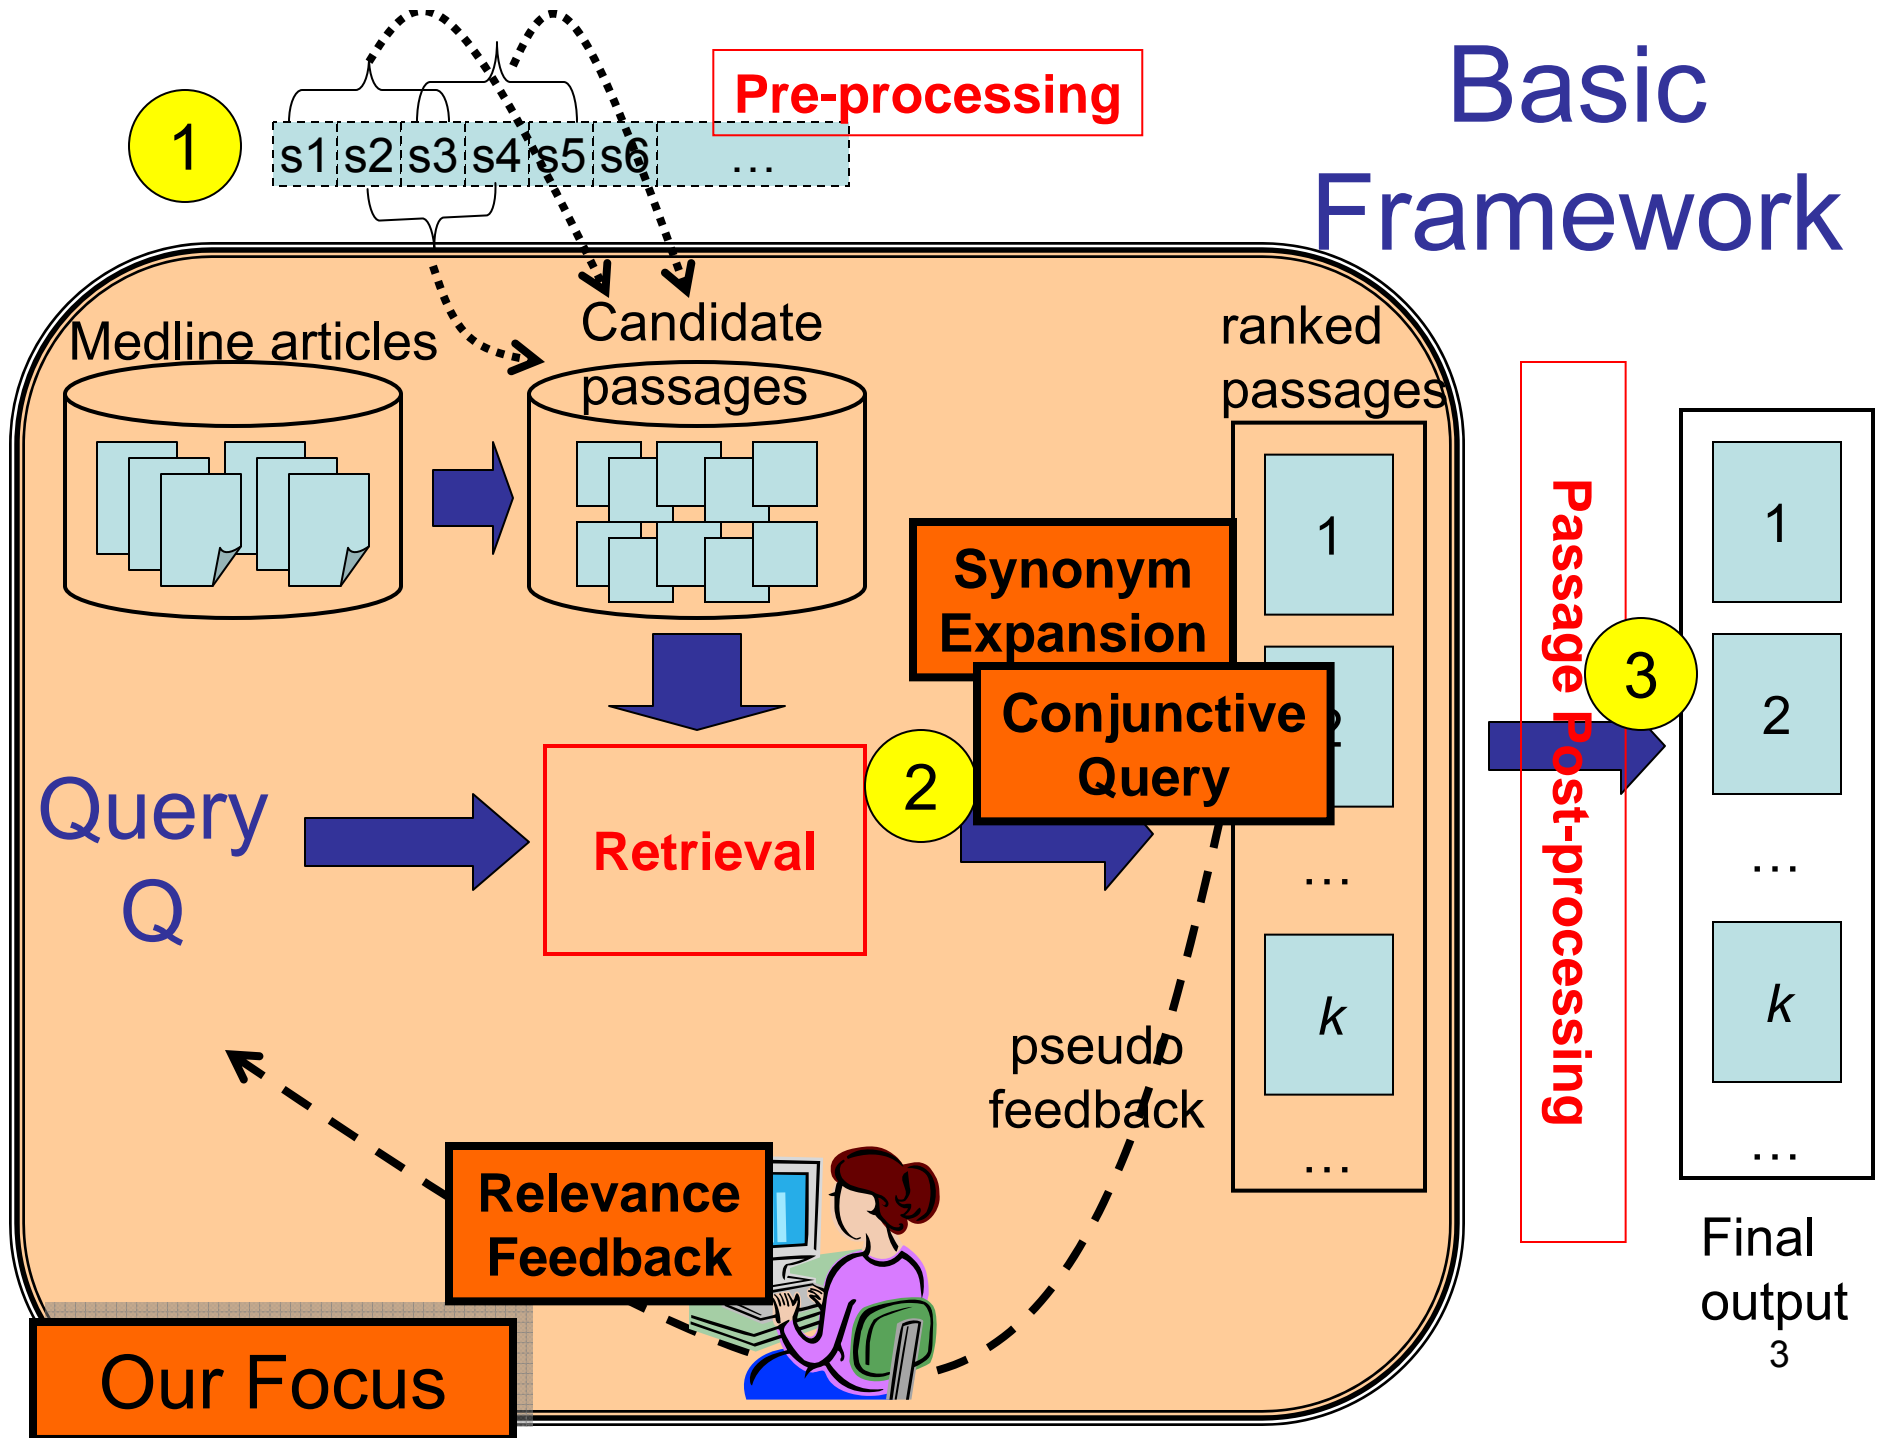 Basic
Framework
Pre-processing
1
s1 s2 s3 s4 s5 s6 …
Medline articles
Candidate
passages
ranked
passages
1
2
…
k
…
Synonym
Expansion
Conjunctive
Query
2
Query
Q
Retrieval
pseudo
feedback
Relevance
Feedback
Our Focus
Passage Post-processing
3
1
2
…
k
…
Final
output
3